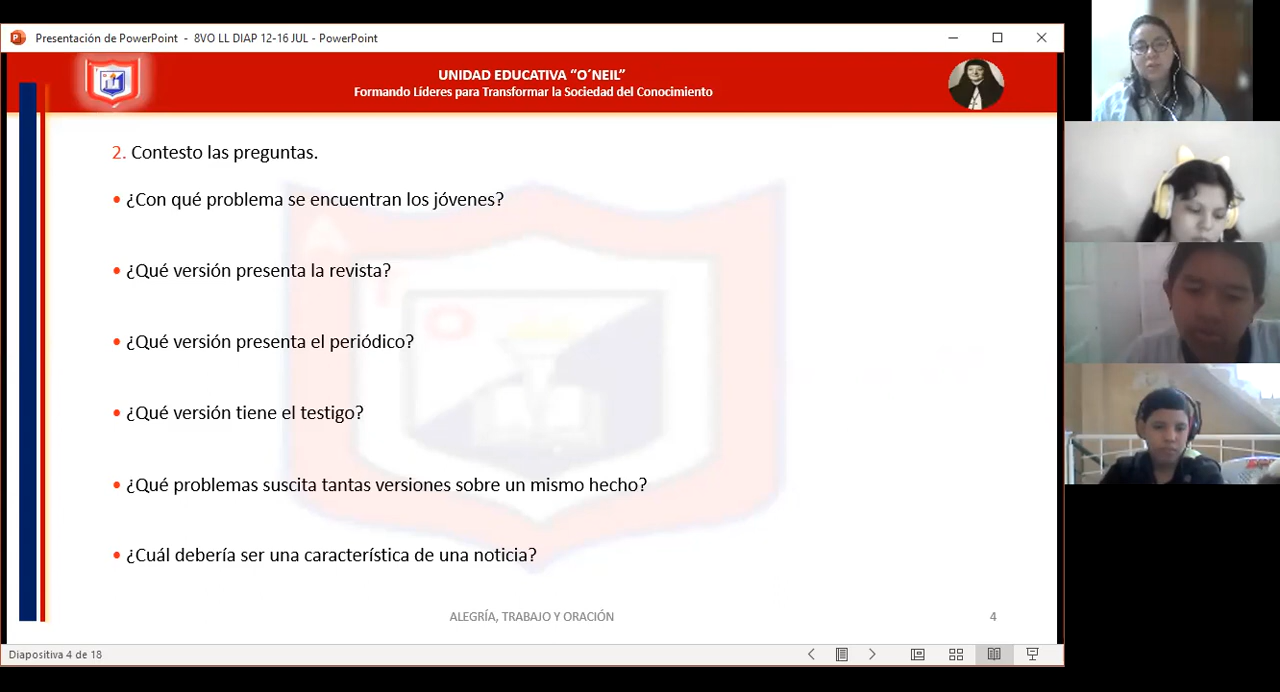 Presentación de PowerPoint - 8VO LL DIAP 12-16 JUL - PowerPoint
UNIDAD EDUCATIVA “O´NEIL”
Formando Líderes para Transformar la Sociedad del Conocimiento
2. Contesto las preguntas.
• ¿Con qué problema se encuentran los jóvenes?
• ¿Qué versión presenta la revista?
• ¿Qué versión presenta el periódico?
• ¿Qué versión tiene el testigo?
• ¿Qué problemas suscita tantas versiones sobre un mismo hecho?
• ¿Cuál debería ser una característica de una noticia?
ALEGRÍA, TRABAJO Y ORACIÓN
4
Diapositiva 4 de 18